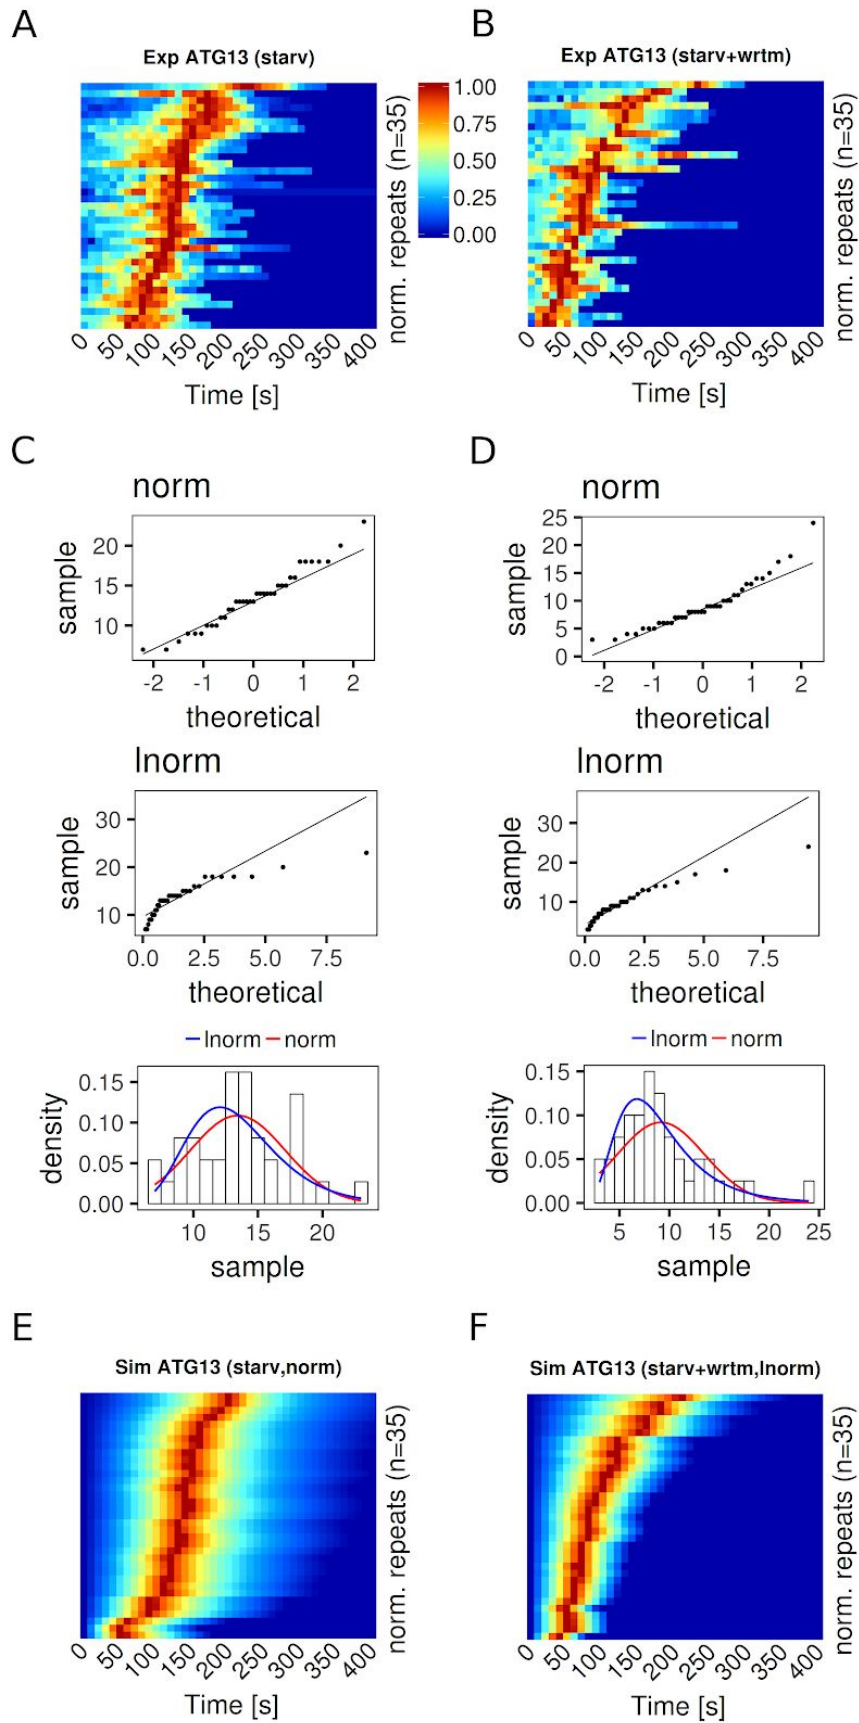 A
B
Exp ATG13 (starv)
Exp ATG13 (starv+wrtm)
1.00
0.75
0.50
0.25
0.00
norm. repeats (n=35)
norm. repeats (n=35)
0 50 100 150 200 250 300 350 400
0 50 100 150 200 250 300 350 400
Time [s]
Time [s]
C
D
norm
norm
sample
20
15
10
-2 -1 0 1 2
theoretical
sample
25
20
15
10
5
0
-2 -1 0 1 2
theoretical
lnorm
lnorm
sample
30
20
10
0.0 2.5 5.0 7.5
theoretical
sample
30
20
10
0.0 2.5 5.0 7.5
theoretical
lnorm norm
lnorm norm
density
0.15
0.10
0.05
0.00
10 15 20
sample
density
0.15
0.10
0.05
0.00
5 10 15 20 25
sample
E
F
Sim ATG13 (starv,norm)
Sim ATG13 (starv+wrtm,lnorm)
norm. repeats (n=35)
norm. repeats (n=35)
0 50 100 150 200 250 300 350 400
0 50 100 150 200 250 300 350 400
Time [s]
Time [s]